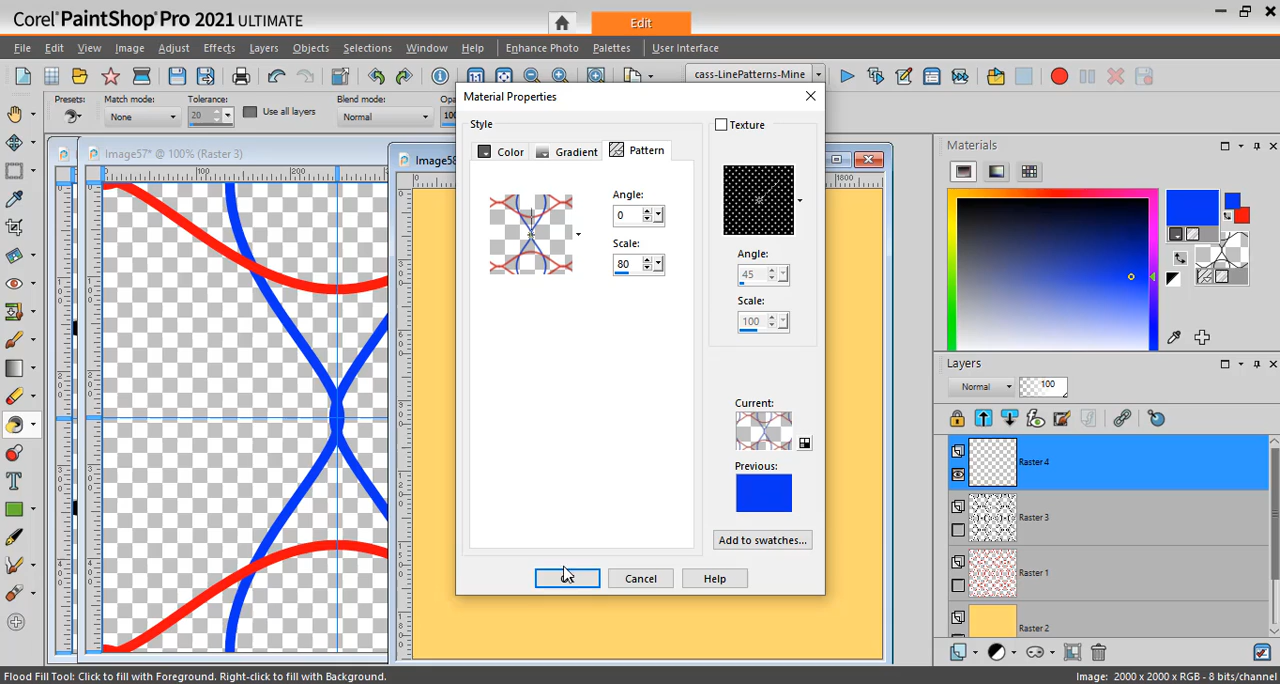 Corel PaintShop Pro 2021 ULTIMATE
Edit
File Edit View Image Adjust Effects Layers Objects Selections Window Help Enhance Photo Palettes User Interface
cass-LinePatterns-Mine
Presets: Match mode: Tolerance: Blend mode:
None 20 Use all layers Normal 100
Image57* @ 100% (Raster 3)
Image58
100 200
1800
Material Properties
Style
Texture
Color Gradient Pattern
Angle:
0
Scale:
80
Angle:
45
Scale:
100
Current:
Previous:
Add to swatches...
Cancel Help
Materials
Layers
Normal 100
Raster 4
Raster 3
Raster 1
Raster 2
Flood Fill Tool: Click to fill with Foreground. Right-click to fill with Background.
Image: 2000 x 2000 x RGB - 8 bits/channel